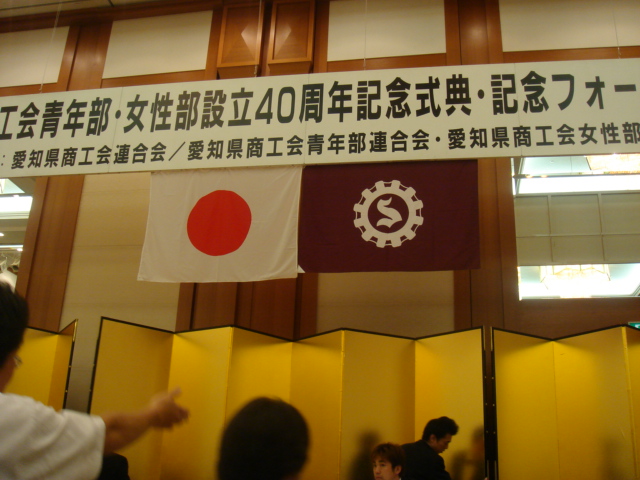 工会青年部・女性部設立40周年記念式典・記念フォー
：愛知県商工会連合会／愛知県商工会青年部連合会・愛知県商工会女性部